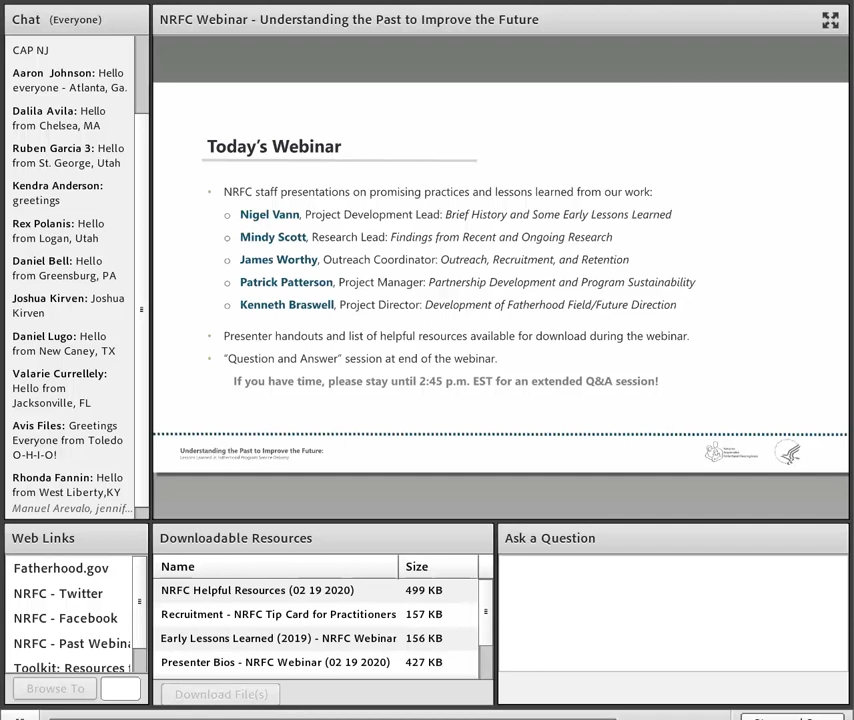 Chat (Everyone)
CAP NJ
Aaron Johnson: Hello
everyone - Atlanta, Ga.
Dalila Avila: Hello
from Chelsea, MA
Ruben Garcia 3: Hello
from St. George, Utah
Kendra Anderson:
greetings
Rex Polanis: Hello
from Logan, Utah
Daniel Bell: Hello
from Greensburg, PA
Joshua Kirven: Joshua
Kirven
Daniel Lugo: Hello
from New Caney, TX
Valarie Currellely:
Hello from
Jacksonville, FL
Avis Files: Greetings
Everyone from Toledo
O-H-I-O!
Rhonda Fannin: Hello
from West Liberty,KY
Manuel Arevalo, jennif...
NRFC Webinar - Understanding the Past to Improve the Future
Today's Webinar
• NRFC staff presentations on promising practices and lessons learned from our work:
o Nigel Vann, Project Development Lead: Brief History and Some Early Lessons Learned
o Mindy Scott, Research Lead: Findings from Recent and Ongoing Research
o James Worthy, Outreach Coordinator: Outreach, Recruitment, and Retention
o Patrick Patterson, Project Manager: Partnership Development and Program Sustainability
o Kenneth Braswell, Project Director: Development of Fatherhood Field/Future Direction
• Presenter handouts and list of helpful resources available for download during the webinar.
• "Question and Answer" session at end of the webinar.
If you have time, please stay until 2:45 p.m. EST for an extended Q&A session!
Understanding the Past to Improve the Future:
Lessons Learned in Fatherhood Program Service Delivery
Web Links
Fatherhood.gov
NRFC - Twitter
NRFC - Facebook
NRFC - Past Webina
Toolkit: Resources f
Browse To
Downloadable Resources
Name Size
NRFC Helpful Resources (02 19 2020) 499 KB
Recruitment - NRFC Tip Card for Practitioners 157 KB
Early Lessons Learned (2019) - NRFC Webinar 156 KB
Presenter Bios - NRFC Webinar (02 19 2020) 427 KB
Download File(s)
Ask a Question